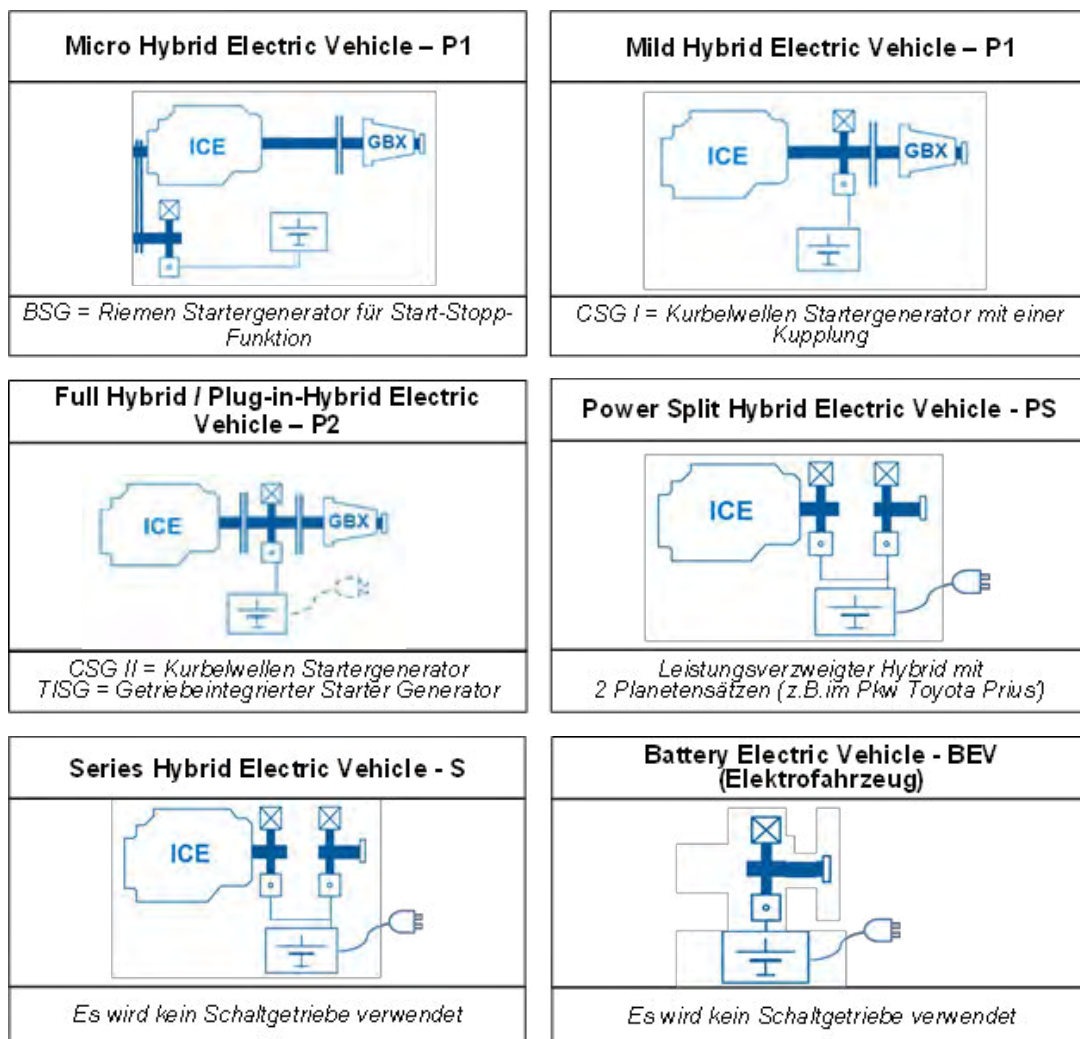 Micro Hybrid Electric Vehicle – P1
ICE
GBX
BSG = Riemen Startergenerator für Start-Stopp-
Funktion
Mild Hybrid Electric Vehicle – P1
ICE
GBX
CSG I = Kurbelwellen Startergenerator mit einer
Kupplung
Full Hybrid / Plug-in-Hybrid Electric
Vehicle – P2
ICE
GBX
CSG II = Kurbelwellen Startergenerator
TISG = Getriebeintegrierter Starter Generator
Power Split Hybrid Electric Vehicle - PS
ICE
Leistungsverzweigter Hybrid mit
2 Planetensätzen (z.B.im Pkw Toyota Prius)
Series Hybrid Electric Vehicle - S
ICE
Es wird kein Schaltgetriebe verwendet
Battery Electric Vehicle - BEV
(Elektrofahrzeug)
Es wird kein Schaltgetriebe verwendet